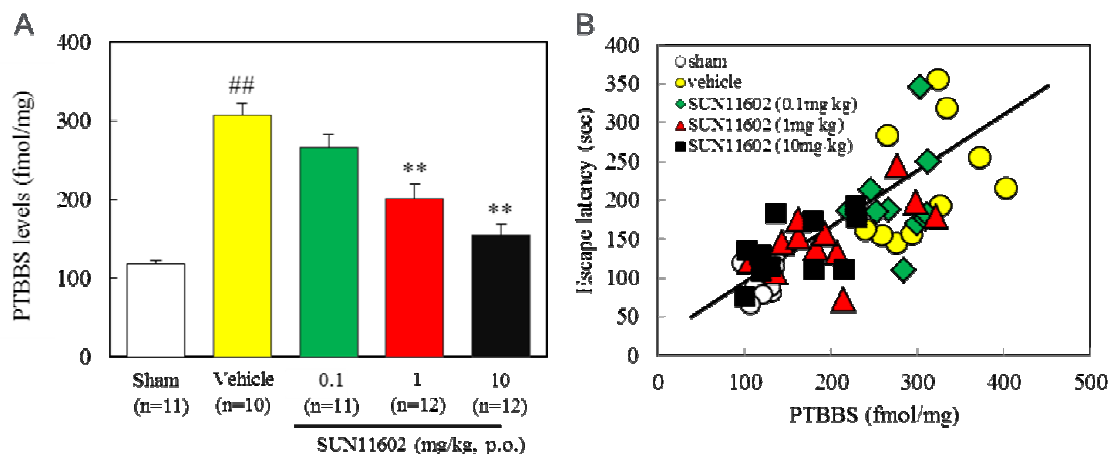 A
PTBBS levels (fmol/mg)
400
300
200
100
0
##
**
**
Sham Vehicle 0.1 1 10
(n=11) (n=10) (n=11) (n=12) (n=12)
SUN11602 (mg/kg, p.o.)
B
Escape latency (sec)
400
350
300
250
200
150
100
50
0
sham
vehicle
SUN11602 (0.1mg kg)
SUN11602 (1mg kg)
SUN11602 (10mg kg)
0 100 200 300 400 500
PTBBS (fmol/mg)